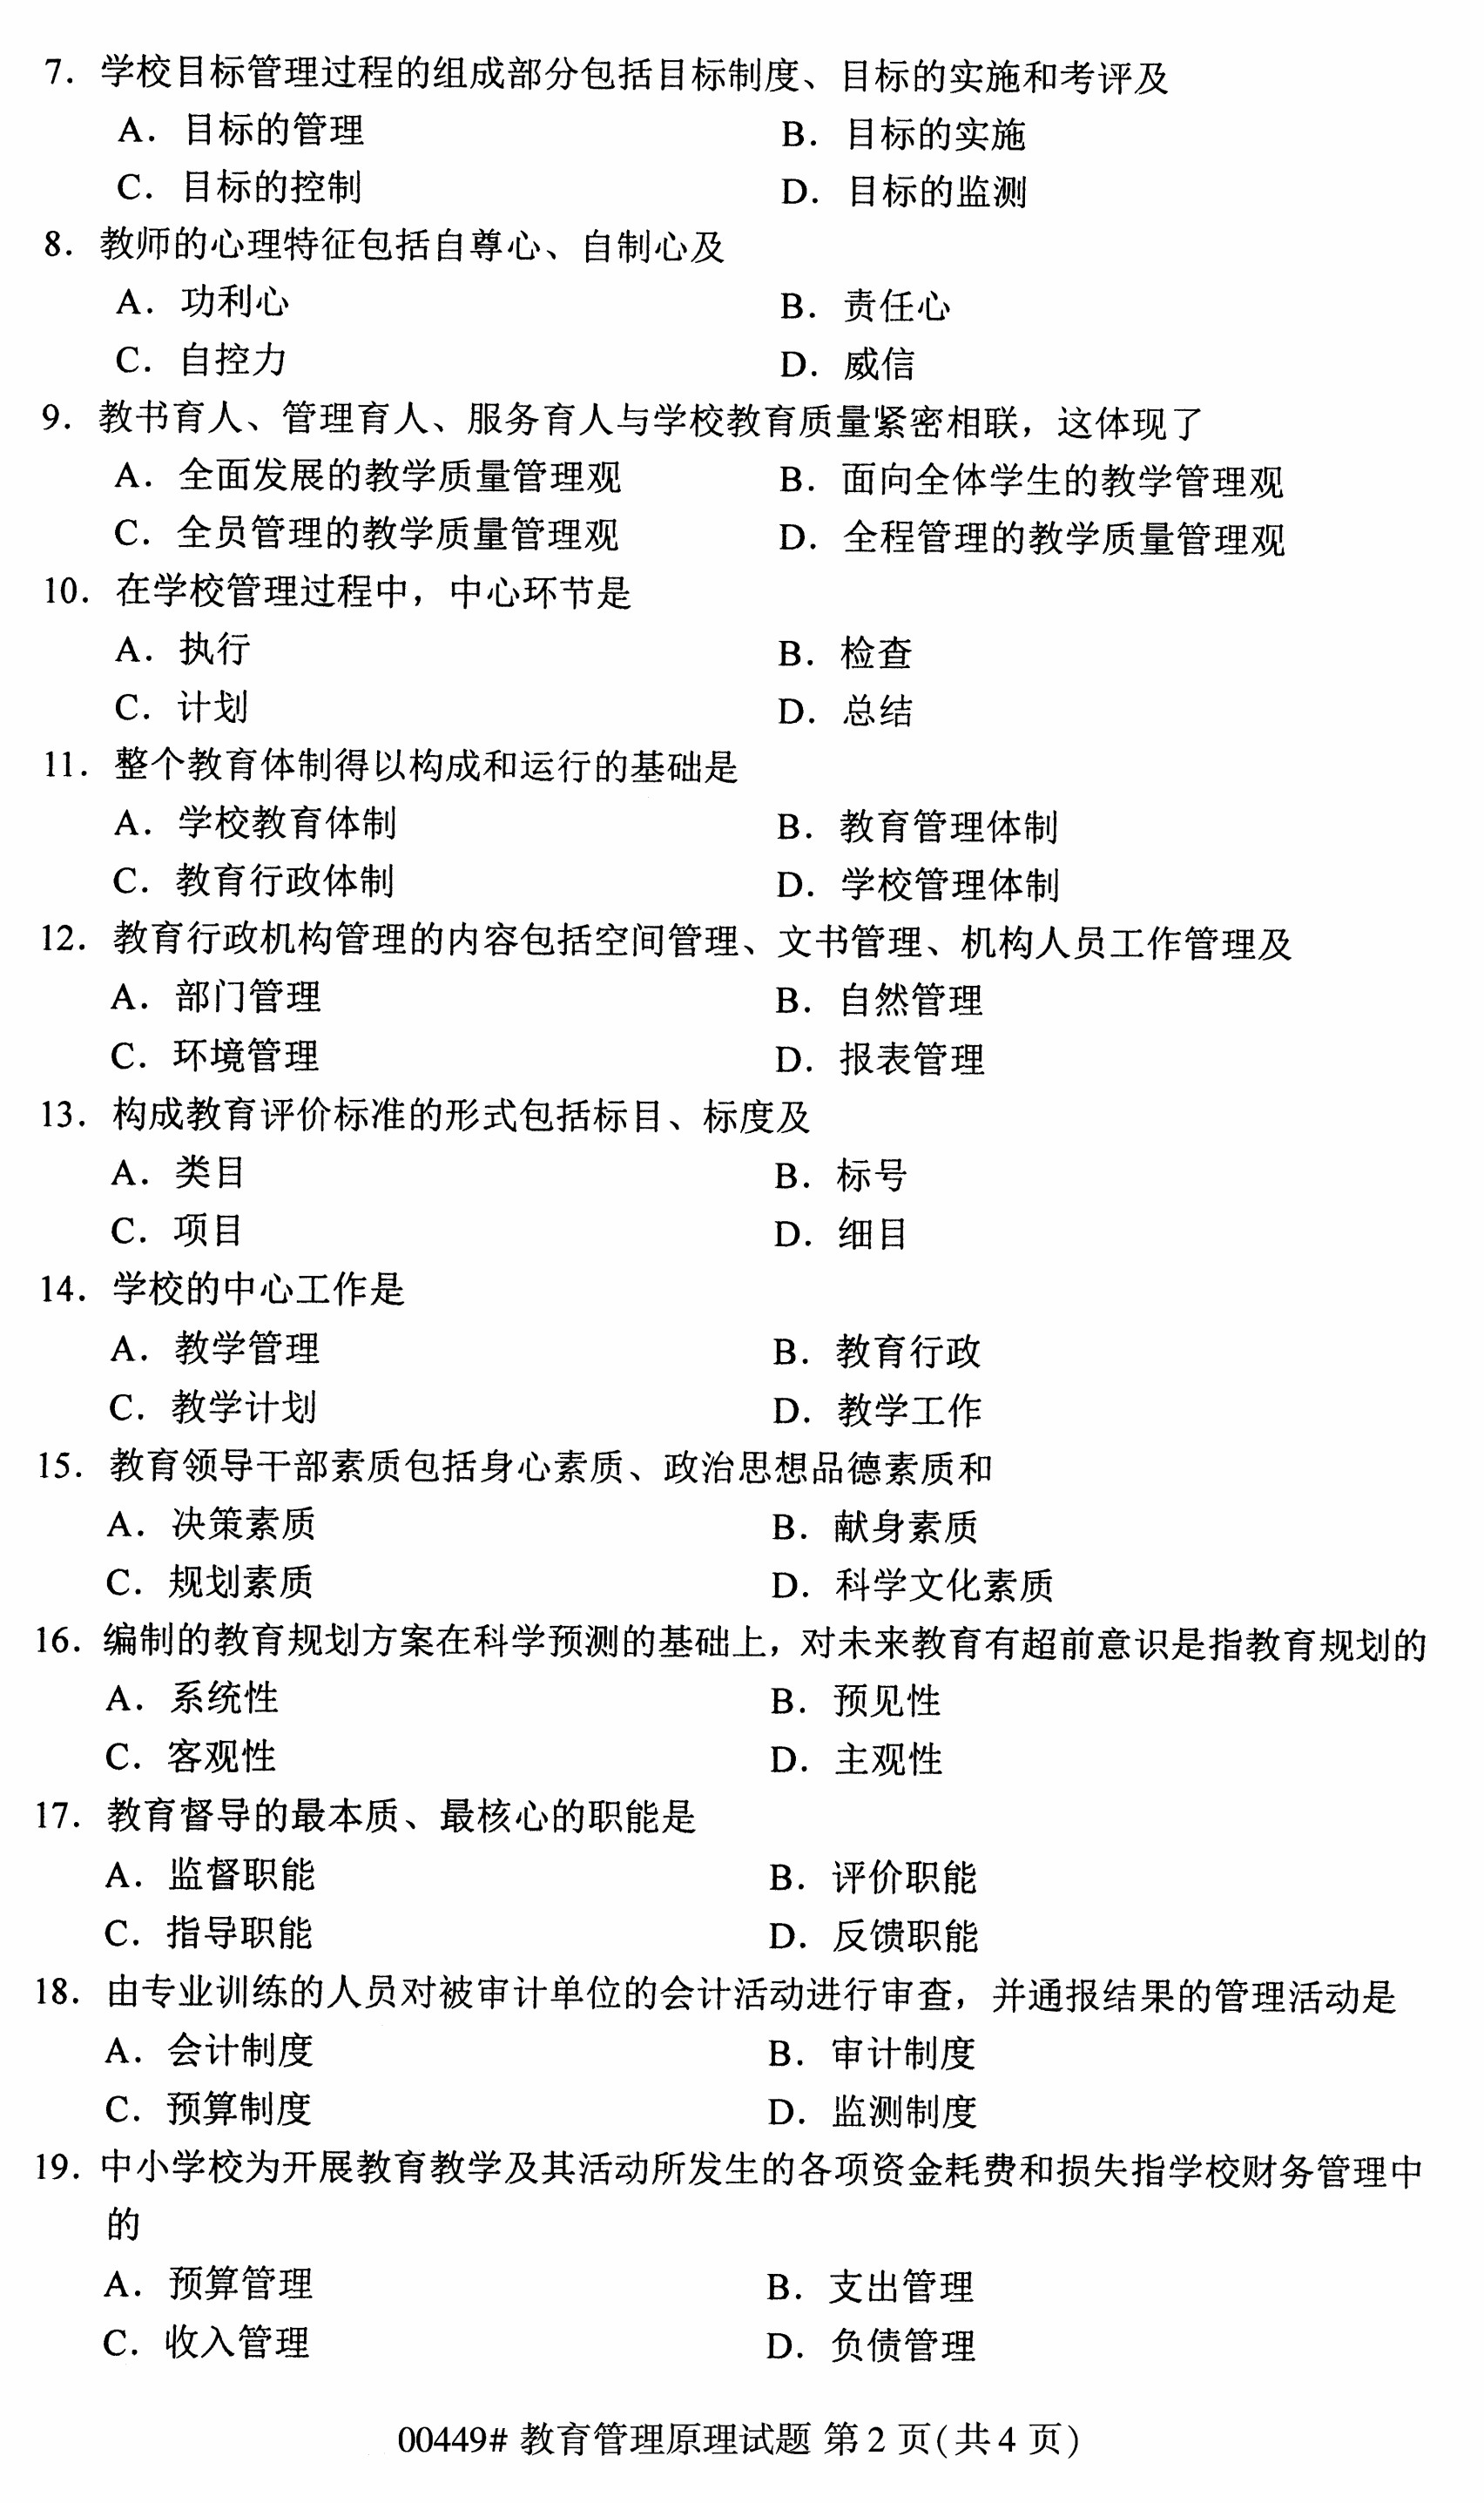 7. 学校目标管理过程的组成部分包括目标制度、目标的实施和考评及
A. 目标的管理 B. 目标的实施
C. 目标的控制 D. 目标的监测
8. 教师的心理特征包括自尊心、自制心及
A. 功利心 B. 责任心
C. 自控力 D. 威信
9. 教书育人、管理育人、服务育人与学校教育质量紧密相联，这体现了
A. 全面发展的教学质量管理观 B. 面向全体学生的教学管理观
C. 全员管理的教学质量管理观 D. 全程管理的教学质量管理观
10. 在学校管理过程中，中心环节是
A. 执行 B. 检查
C. 计划 D. 总结
11. 整个教育体制得以构成和运行的基础是
A. 学校教育体制 B. 教育管理体制
C. 教育行政体制 D. 学校管理体制
12. 教育行政机构管理的内容包括空间管理、文书管理、机构人员工作管理及
A. 部门管理 B. 自然管理
C. 环境管理 D. 报表管理
13. 构成教育评价标准的形式包括标目、标度及
A. 类目 B. 标号
C. 项目 D. 细目
14. 学校的中心工作是
A. 教学管理 B. 教育行政
C. 教学计划 D. 教学工作
15. 教育领导干部素质包括身心素质、政治思想品德素质和
A. 决策素质 B. 献身素质
C. 规划素质 D. 科学文化素质
16. 编制的教育规划方案在科学预测的基础上，对未来教育有超前意识是指教育规划的
A. 系统性 B. 预见性
C. 客观性 D. 主观性
17. 教育督导的最本质、最核心的职能是
A. 监督职能 B. 评价职能
C. 指导职能 D. 反馈职能
18. 由专业训练的人员对被审计单位的会计活动进行审查，并通报结果的管理活动是
A. 会计制度 B. 审计制度
C. 预算制度 D. 监测制度
19. 中小学校为开展教育教学及其活动所发生的各项资金耗费和损失指学校财务管理中
的
A. 预算管理 B. 支出管理
C. 收入管理 D. 负债管理
00449# 教育管理原理试题 第 2 页(共 4 页)